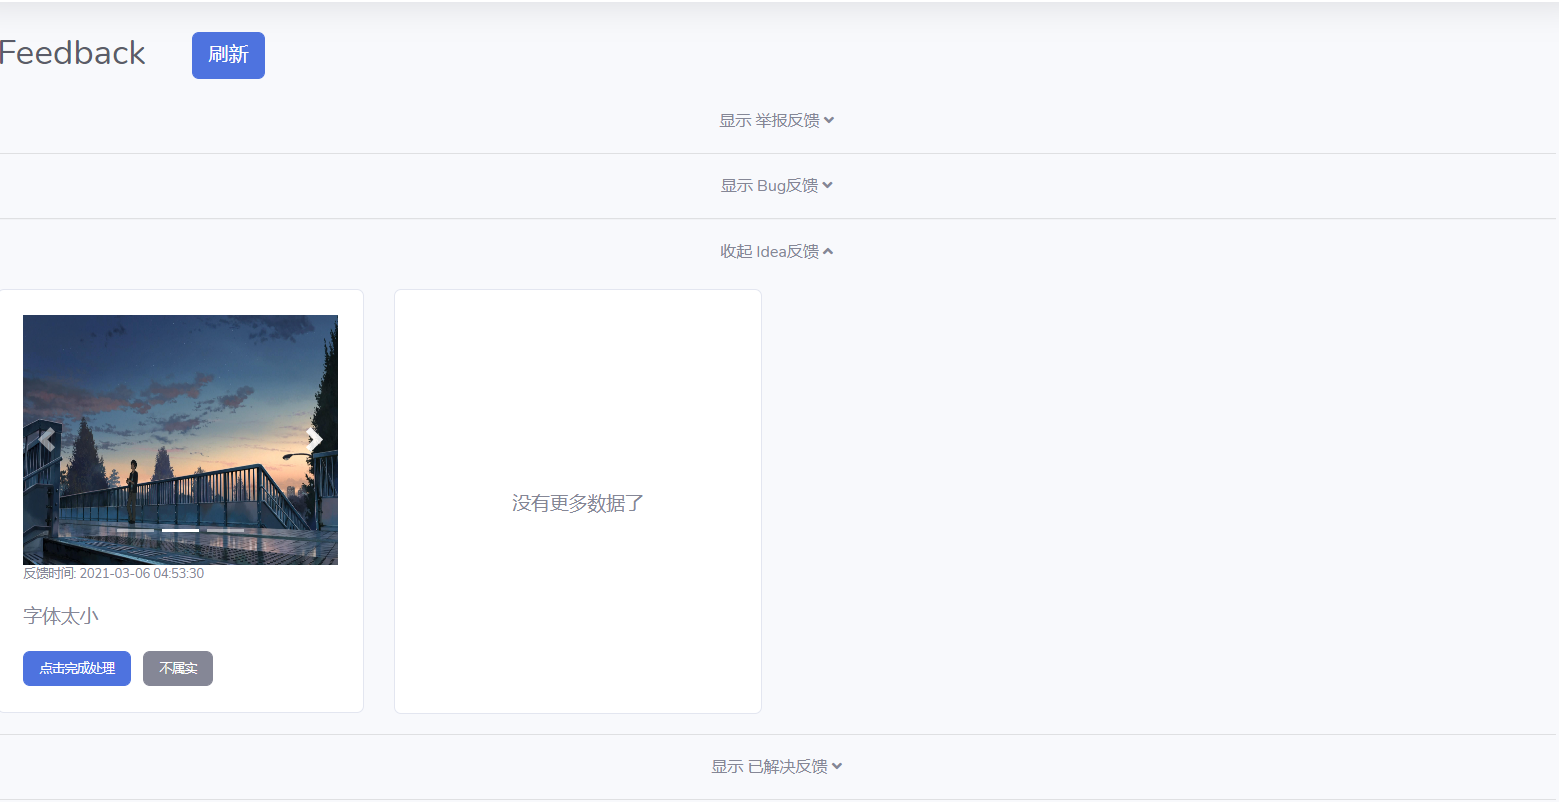 Feedback 刷新
显示 举报反馈
显示 Bug反馈
收起 Idea反馈
反馈时间: 2021-03-06 04:53:30
字体太小
点击完成处理 不属实
没有更多数据了
显示 已解决反馈